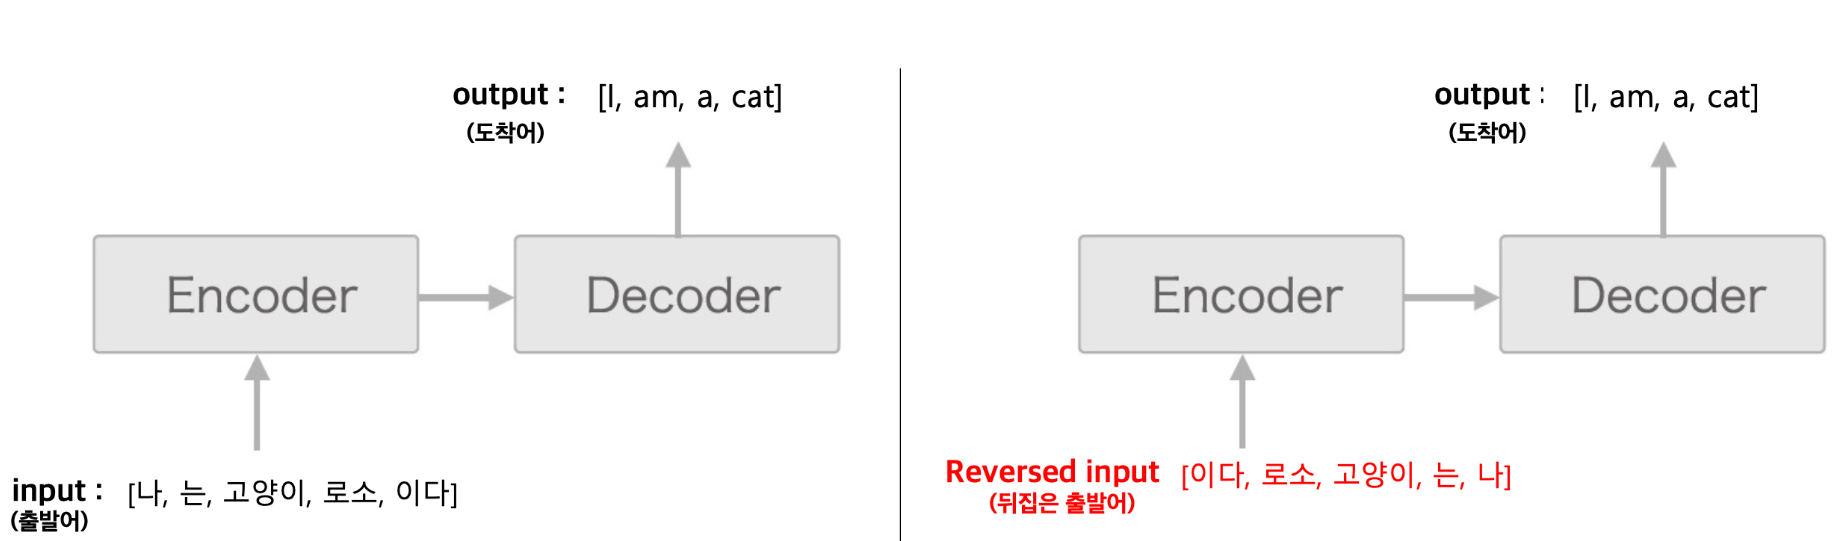 output : [I, am, a, cat]
(도착어)
Encoder
Decoder
input : [나, 는, 고양이, 로소, 이다]
(출발어)
output : [I, am, a, cat]
(도착어)
Encoder
Decoder
Reversed input [이다, 로소, 고양이, 는, 나]
(뒤집은 출발어)